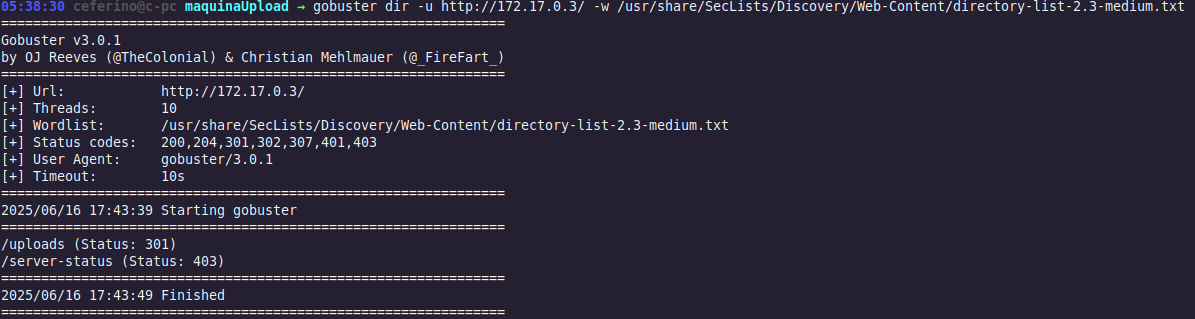 05:38:30 ceferino@c-pc maquinaUpload → gobuster dir -u http://172.17.0.3/ -w /usr/share/SecLists/Discovery/Web-Content/directory-list-2.3-medium.txt
===============================================================
Gobuster v3.0.1
by OJ Reeves (@TheColonial) & Christian Mehlmauer (@_FireFart_)
===============================================================
[+] Url:            http://172.17.0.3/
[+] Threads:        10
[+] Wordlist:       /usr/share/SecLists/Discovery/Web-Content/directory-list-2.3-medium.txt
[+] Status codes:   200,204,301,302,307,401,403
[+] User Agent:     gobuster/3.0.1
[+] Timeout:        10s
===============================================================
2025/06/16 17:43:39 Starting gobuster
===============================================================
/uploads (Status: 301)
/server-status (Status: 403)
===============================================================
2025/06/16 17:43:49 Finished
===============================================================